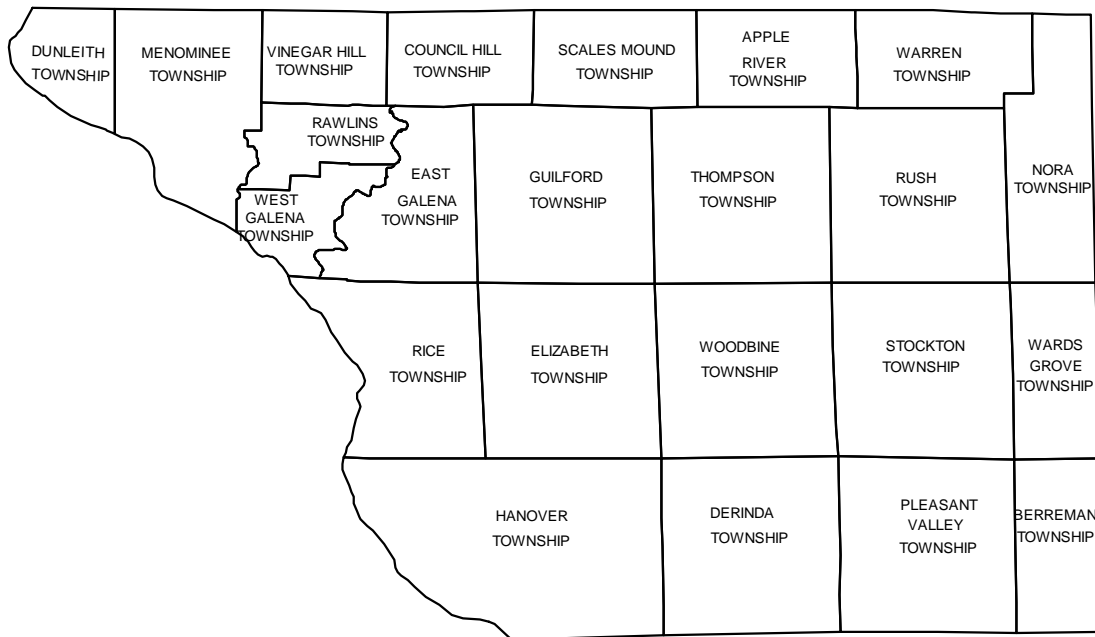 DUNLEITH
TOWNSHIP
MENOMINEE
TOWNSHIP
VINEGAR HILL
TOWNSHIP
COUNCIL HILL
TOWNSHIP
SCALES MOUND
TOWNSHIP
APPLE
RIVER
TOWNSHIP
WARREN
TOWNSHIP
RAWLINS
TOWNSHIP
WEST
GALENA
TOWNSHIP
EAST
GALENA
TOWNSHIP
GUILFORD
TOWNSHIP
THOMPSON
TOWNSHIP
RUSH
TOWNSHIP
NORA
TOWNSHIP
RICE
TOWNSHIP
ELIZABETH
TOWNSHIP
WOODBINE
TOWNSHIP
STOCKTON
TOWNSHIP
WARDS
GROVE
TOWNSHIP
HANOVER
TOWNSHIP
DERINDA
TOWNSHIP
PLEASANT
VALLEY
TOWNSHIP
BERREMAN
TOWNSHIP